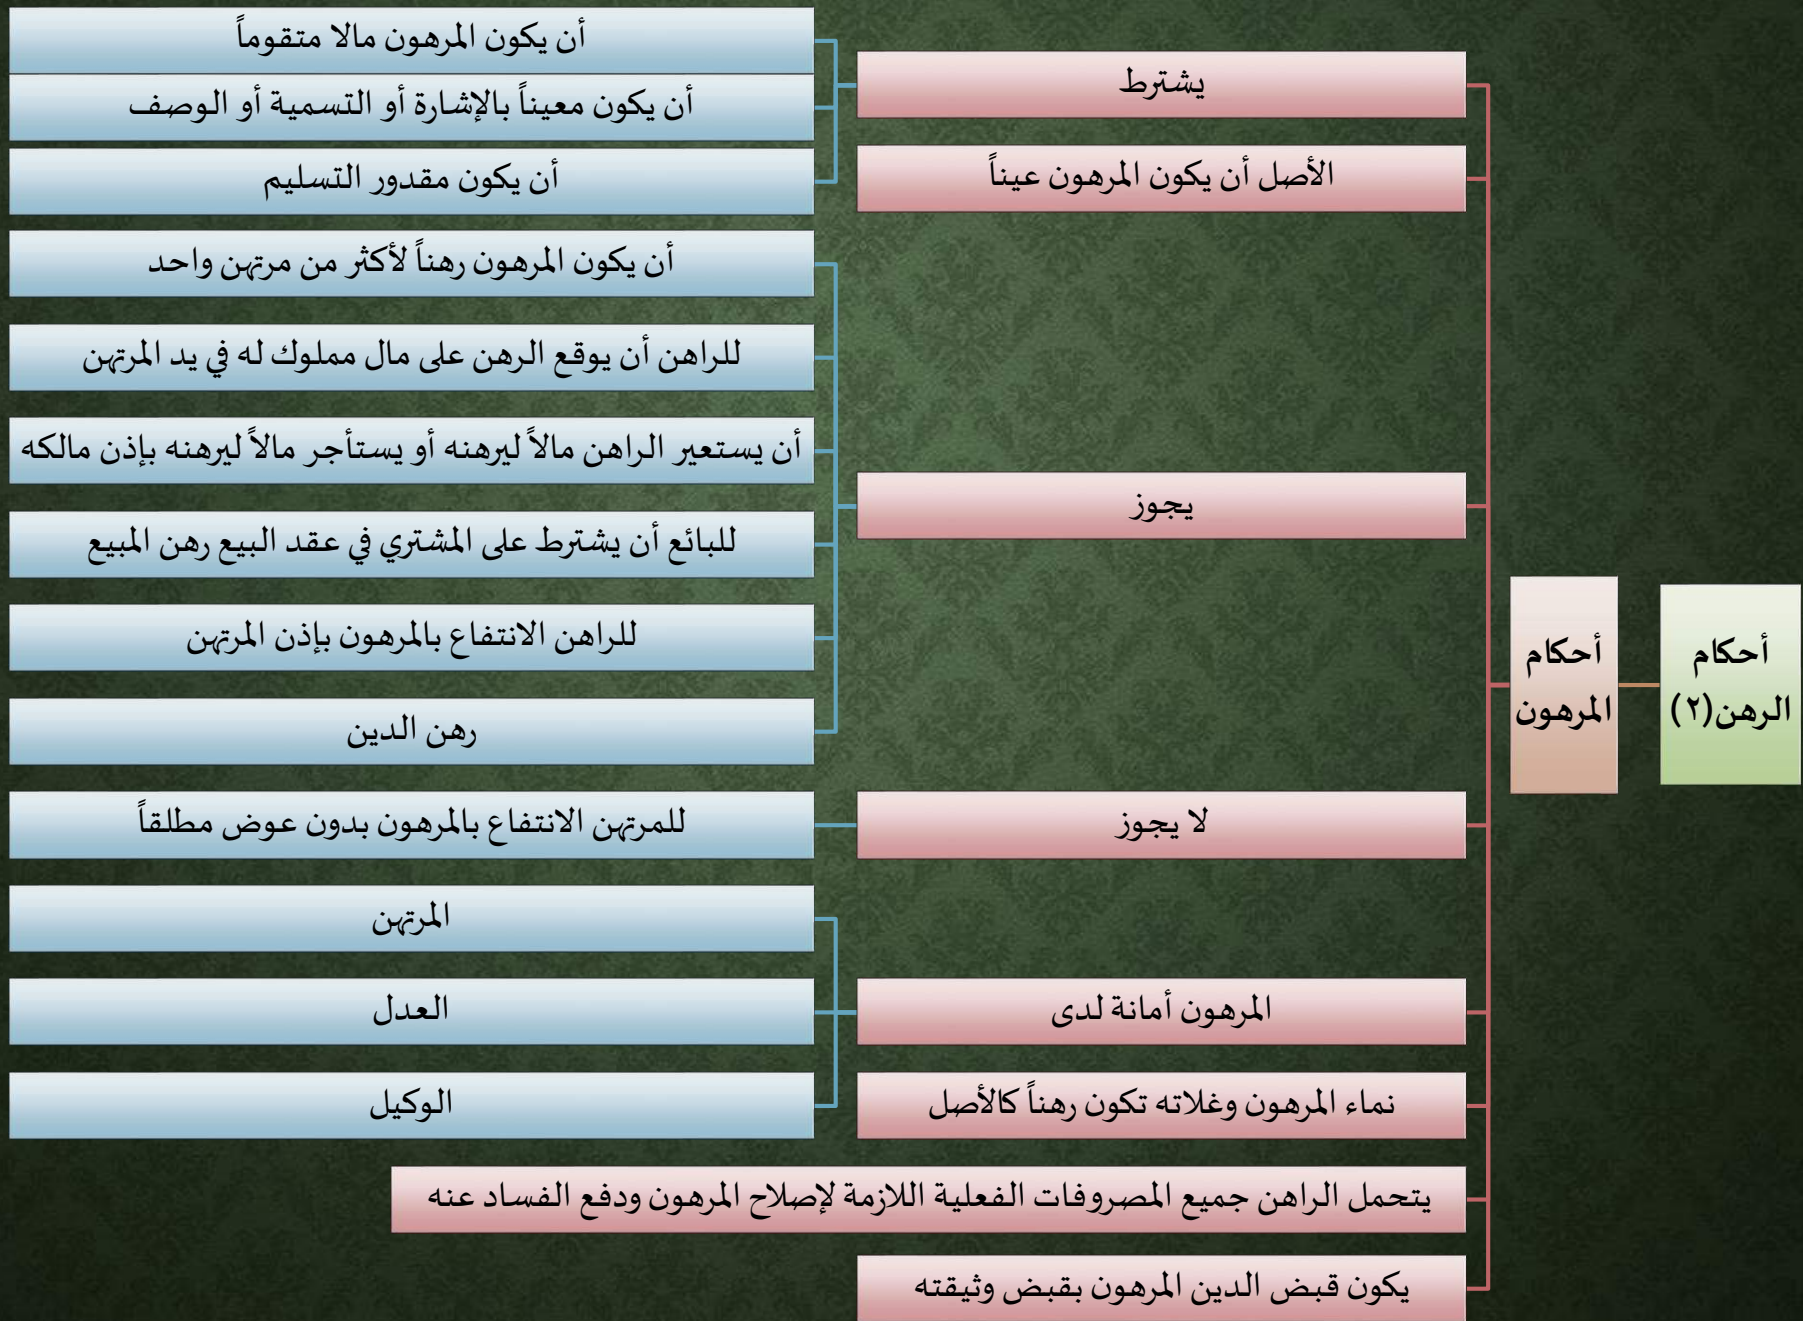 أحكام
الرهن(٢)
أحكام
المرهون
يشترط
أن يكون المرهون مالا متقوماً
أن يكون معيناً بالإشارة أو التسمية أو الوصف
أن يكون مقدور التسليم
الأصل أن يكون المرهون عيناً
يجوز
أن يكون المرهون رهناً لأكثر من مرتهن واحد
للراهن أن يوقع الرهن على مال مملوك له في يد المرتهن
أن يستعير الراهن مالاً ليرهنه أو يستأجر مالاً ليرهنه بإذن مالكه
للبائع أن يشترط على المشتري في عقد البيع رهن المبيع
للراهن الانتفاع بالمرهون بإذن المرتهن
رهن الدين
لا يجوز
للمرتهن الانتفاع بالمرهون بدون عوض مطلقاً
المرهون أمانة لدى
المرتهن
العدل
الوكيل
نماء المرهون وغلاته تكون رهناً كالأصل
يتحمل الراهن جميع المصروفات الفعلية اللازمة لإصلاح المرهون ودفع الفساد عنه
يكون قبض الدين المرهون بقبض وثيقته